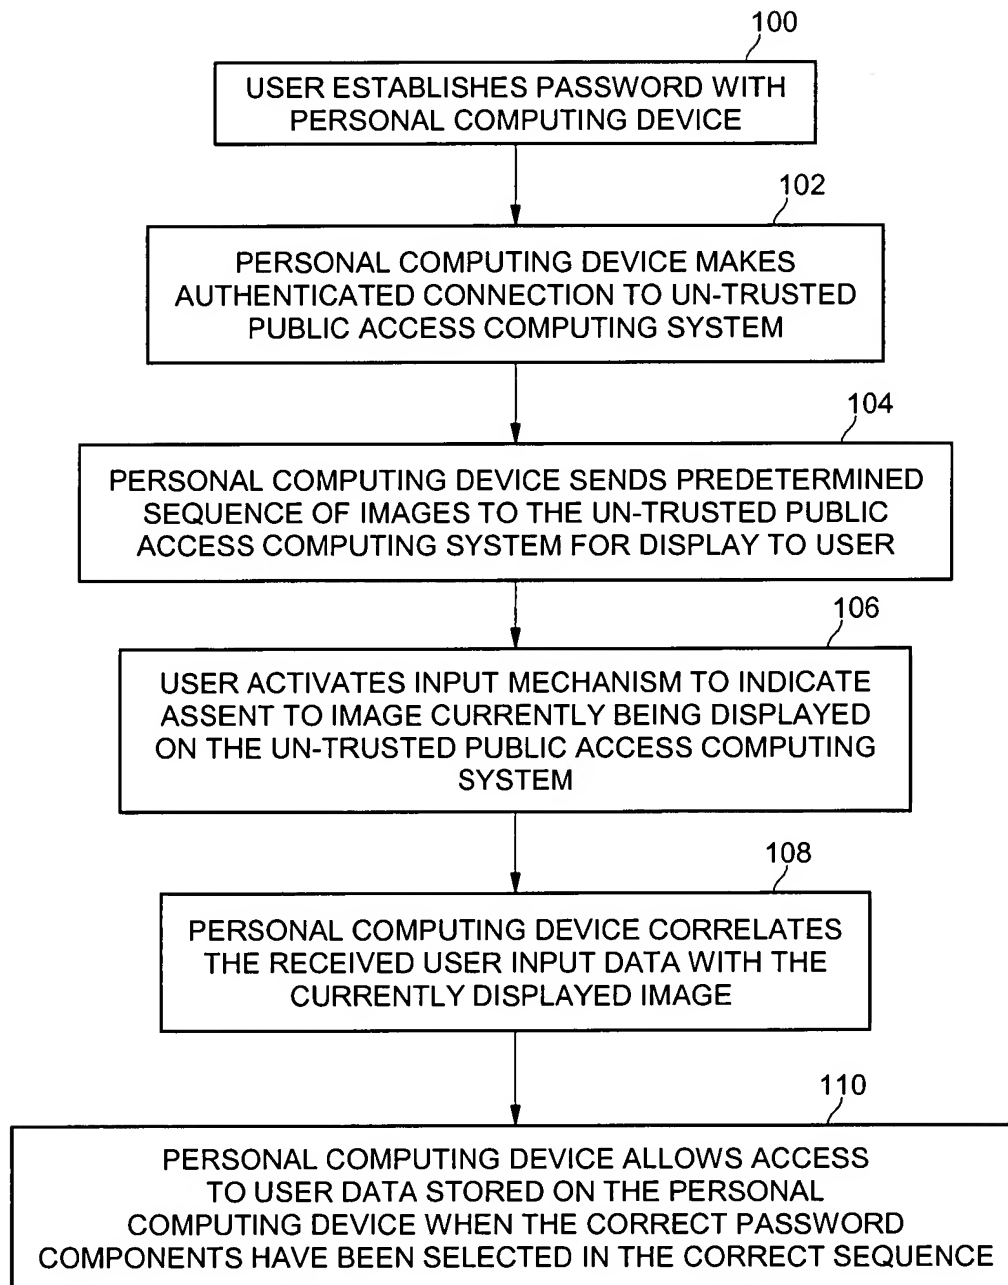 100
USER ESTABLISHES PASSWORD WITH
PERSONAL COMPUTING DEVICE
102
PERSONAL COMPUTING DEVICE MAKES
AUTHENTICATED CONNECTION TO UN-TRUSTED
PUBLIC ACCESS COMPUTING SYSTEM
104
PERSONAL COMPUTING DEVICE SENDS PREDETERMINED
SEQUENCE OF IMAGES TO THE UN-TRUSTED PUBLIC
ACCESS COMPUTING SYSTEM FOR DISPLAY TO USER
106
USER ACTIVATES INPUT MECHANISM TO INDICATE
ASSENT TO IMAGE CURRENTLY BEING DISPLAYED
ON THE UN-TRUSTED PUBLIC ACCESS COMPUTING
SYSTEM
108
PERSONAL COMPUTING DEVICE CORRELATES
THE RECEIVED USER INPUT DATA WITH THE
CURRENTLY DISPLAYED IMAGE
110
PERSONAL COMPUTING DEVICE ALLOWS ACCESS
TO USER DATA STORED ON THE PERSONAL
COMPUTING DEVICE WHEN THE CORRECT PASSWORD
COMPONENTS HAVE BEEN SELECTED IN THE CORRECT SEQUENCE